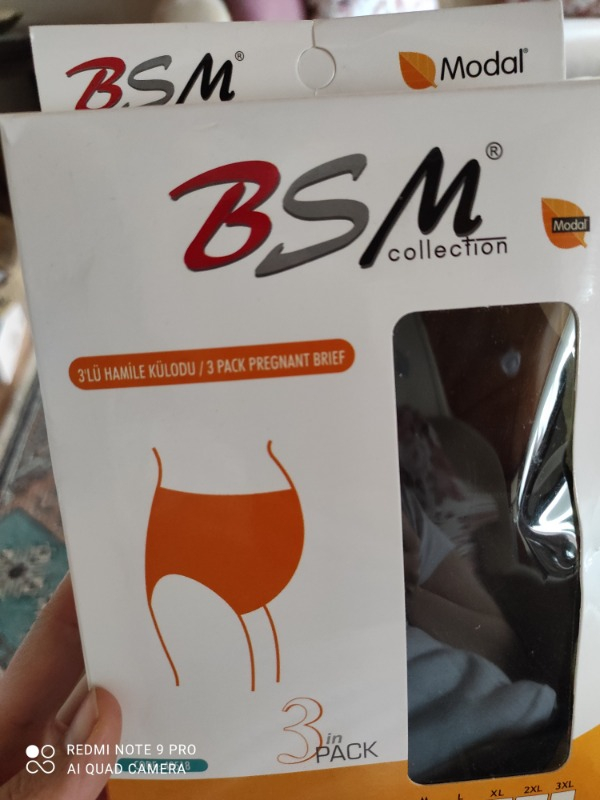 BSM®
Modal®
BSM®
collection
Modal
3'LÜ HAMİLE KÜLODU / 3 PACK PREGNANT BRIEF
3 in PACK
REDMI NOTE 9 PRO
AI QUAD CAMERA
L XL 2XL 3XL